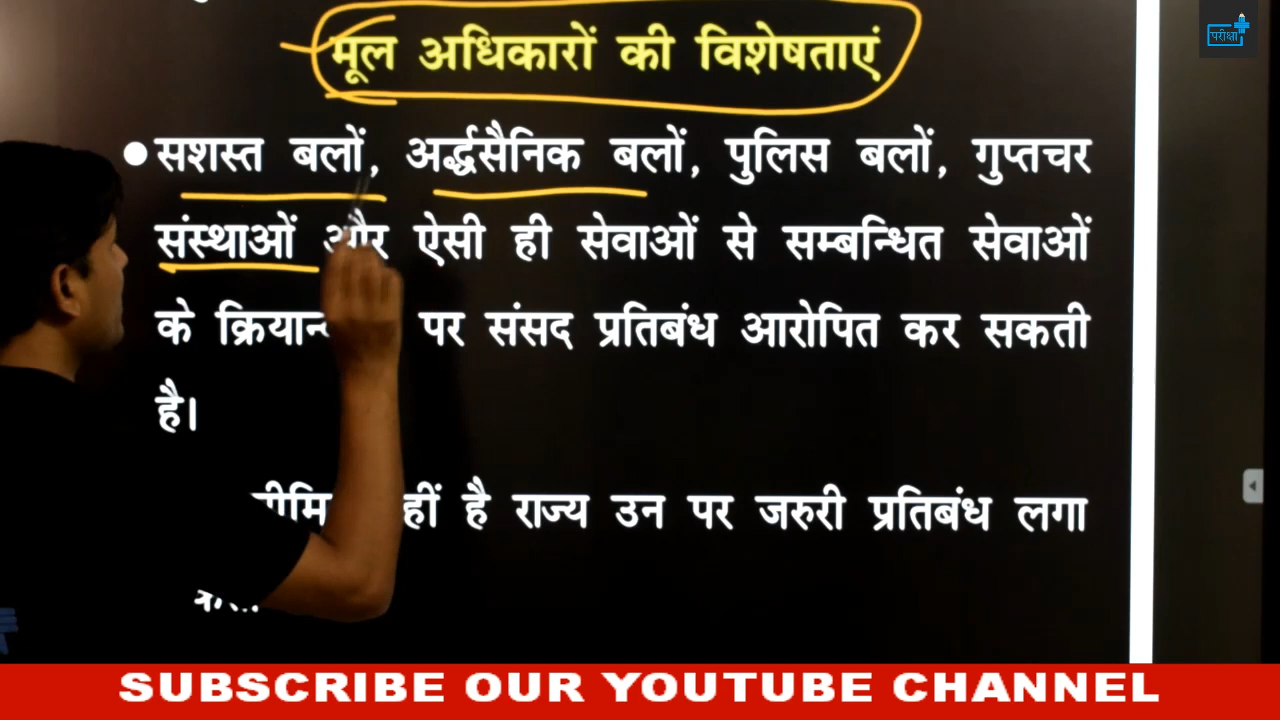 परीक्षा
मूल अधिकारों की विशेषताएं
सशस्त बलों, अर्द्धसैनिक बलों, पुलिस बलों, गुप्तचर
संस्थाओं और ऐसी ही सेवाओं से सम्बन्धित सेवाओं
के पर संसद प्रतिबंध आरोपित कर सकती
है।
है राज्य उन पर जरुरी प्रतिबंध लगा
SUBSCRIBE OUR YOUTUBE CHANNEL